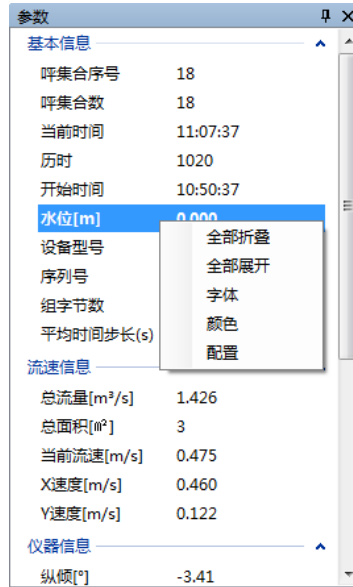 参数
基本信息
呯集合序号 18
呯集合数 18
当前时间 11:07:37
历时 1020
开始时间 10:50:37
水位[m] 0.000
设备型号
序列号
组字节数
平均时间步长(s)
全部折叠
全部展开
字体
颜色
配置
流速信息
总流量[m³/s] 1.426
总面积[m²] 3
当前流速[m/s] 0.475
X速度[m/s] 0.460
Y速度[m/s] 0.122
仪器信息
纵倾[°] -3.41